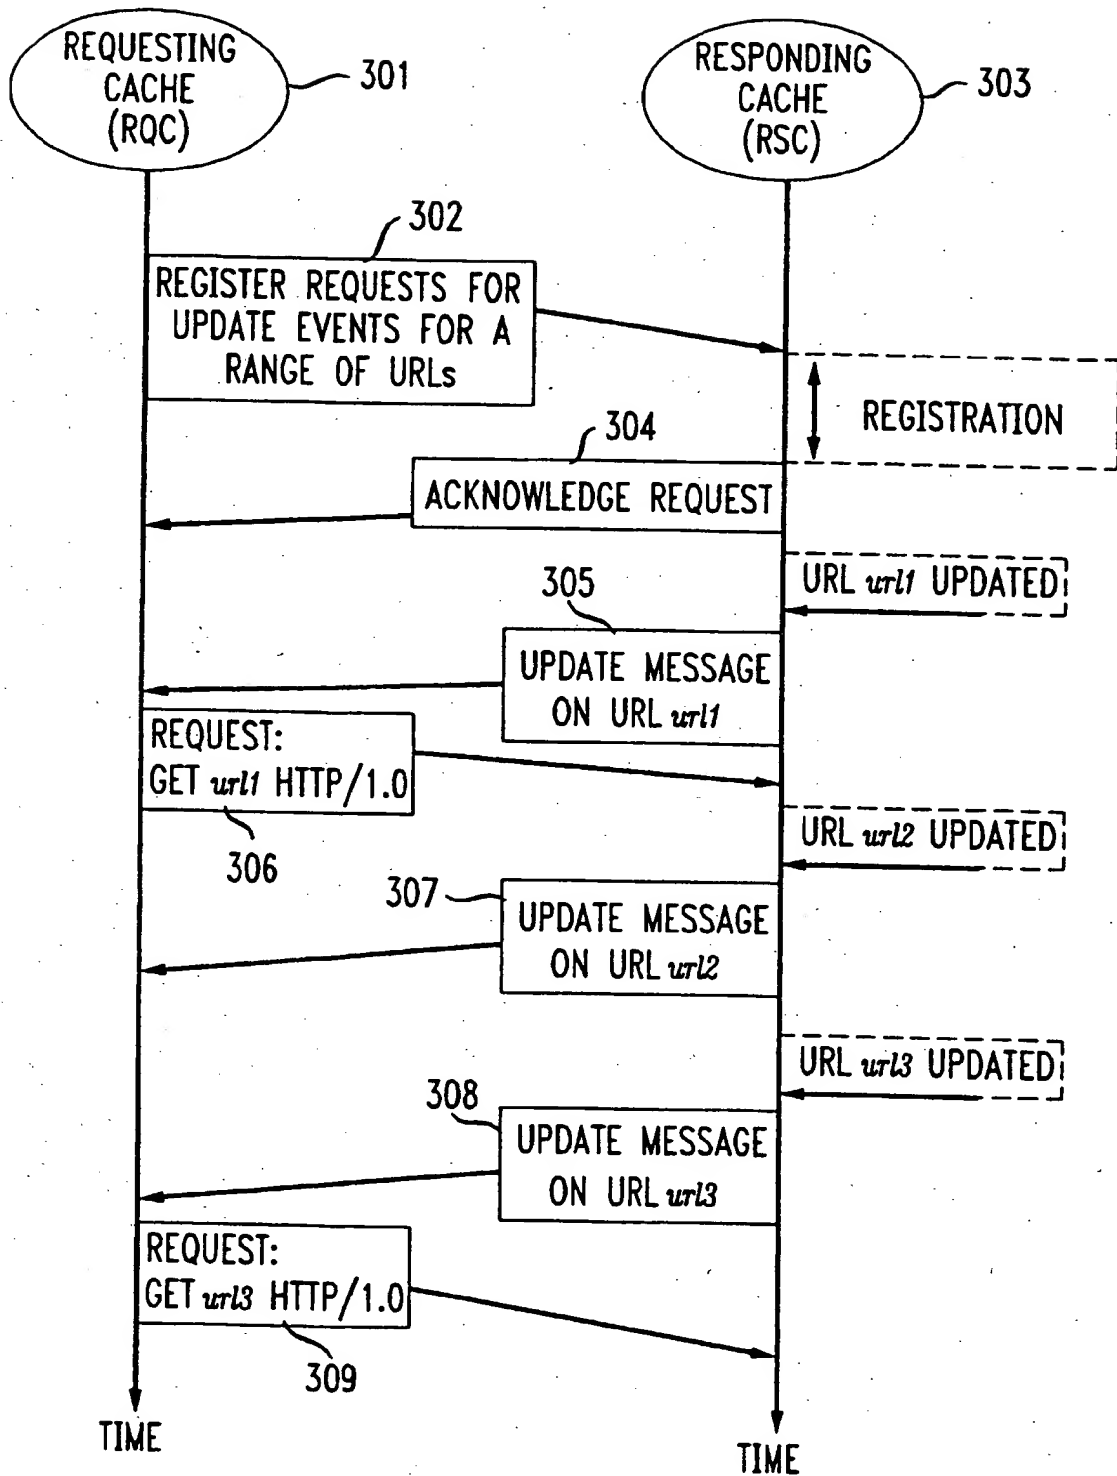 REQUESTING
CACHE
(RQC)
301
RESPONDING
CACHE
(RSC)
303
302
REGISTER REQUESTS FOR
UPDATE EVENTS FOR A
RANGE OF URLs
REGISTRATION
304
ACKNOWLEDGE REQUEST
URL url1 UPDATED
305
UPDATE MESSAGE
ON URL url1
REQUEST:
GET url1 HTTP/1.0
306
URL url2 UPDATED
307
UPDATE MESSAGE
ON URL url2
URL url3 UPDATED
308
UPDATE MESSAGE
ON URL url3
REQUEST:
GET url3 HTTP/1.0
309
TIME
TIME